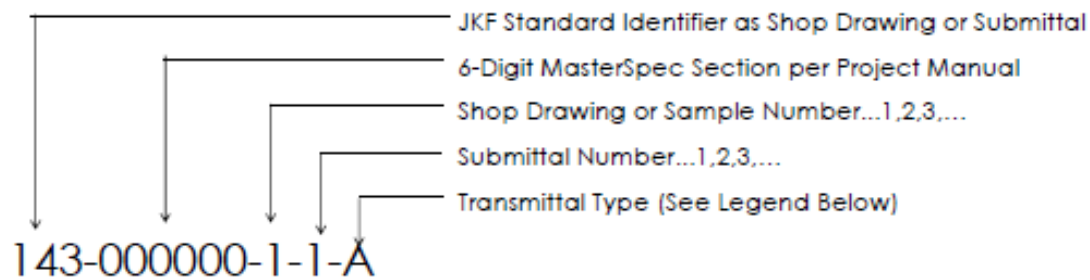 JKF Standard Identifier as Shop Drawing or Submittal
6-Digit MasterSpec Section per Project Manual
Shop Drawing or Sample Number...1,2,3,...
Submittal Number...1,2,3,...
Transmittal Type (See Legend Below)
143-000000-1-1-A